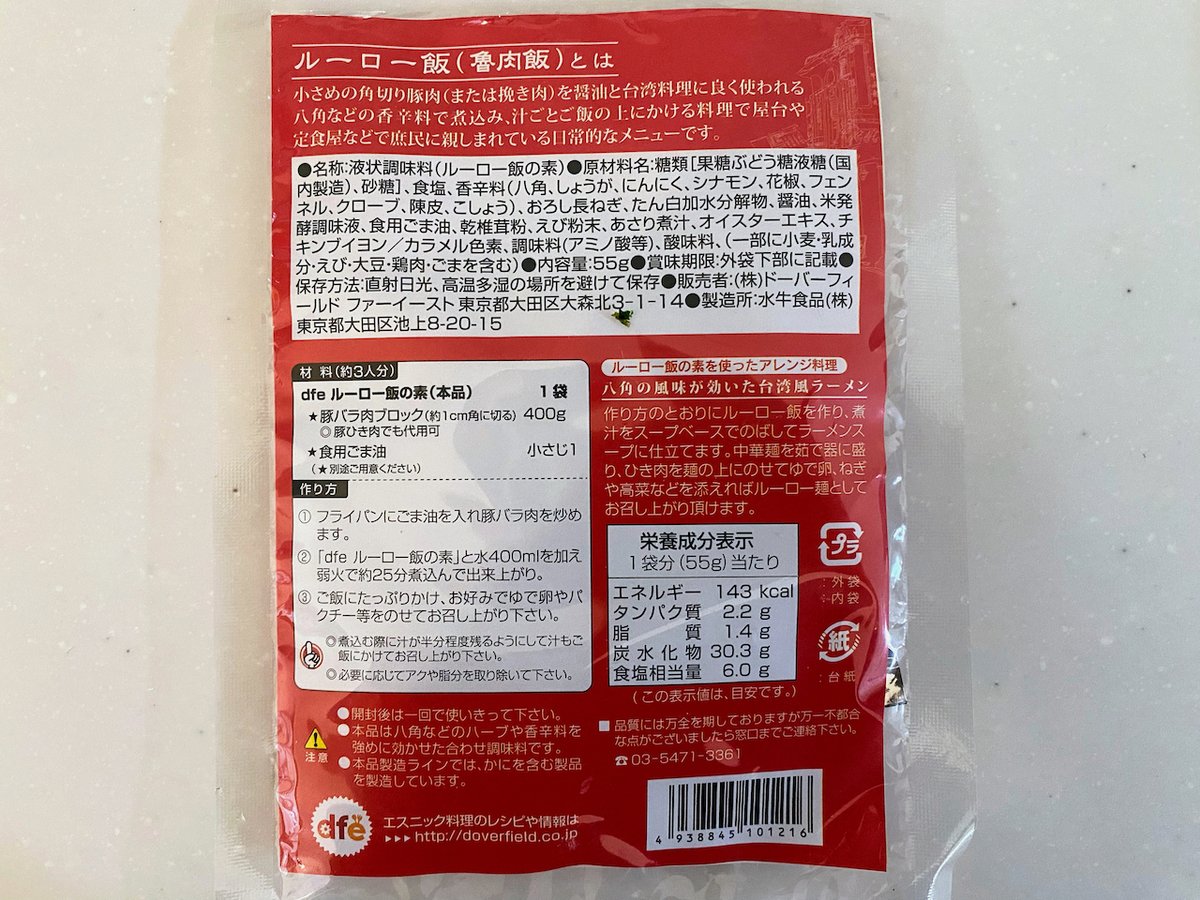 ルーロー飯(魯肉飯)とは
小さめの角切り豚肉(または挽き肉)を醤油と台湾料理に良く使われる
八角などの香辛料で煮込み、汁ごとご飯の上にかける料理で屋台や
定食屋などで庶民に親しまれている日常的なメニューです。
●名称:液状調味料(ルーロー飯の素)●原材料名:糖類[果糖ぶどう糖液糖(国
内製造)、砂糖]、食塩、香辛料(八角、しょうが、にんにく、シナモン、花椒、フェン
ネル、クローブ、陳皮、こしょう)、おろし長ねぎ、たん白加水分解物、醤油、米発
酵調味液、食用ごま油、乾椎茸粉、えび粉末、あさり煮汁、オイスターエキス、チ
キンブイヨン/カラメル色素、調味料(アミノ酸等)、酸味料、(一部に小麦・乳成
分・えび・大豆・鶏肉・ごまを含む)●内容量:55g●賞味期限:外袋下部に記載●
保存方法:直射日光、高温多湿の場所を避けて保存●販売者:(株)ドーバーフィ
ールド ファーイースト 東京都大田区大森北3-1-14●製造所:水牛食品(株)
東京都大田区池上8-20-15
材 料(約3人分)
dfe ルーロー飯の素(本品) 1袋
★豚バラ肉ブロック(約1cm角に切る) 400g
◎豚ひき肉でも代用可
★食用ごま油 小さじ1
(★別途ご用意ください)
作り方
① フライパンにごま油を入れ豚バラ肉を炒め
ます。
② 「dfe ルーロー飯の素」と水400mlを加え
弱火で約25分煮込んで出来上がり。
③ ご飯にたっぷりかけ、お好みでゆで卵やパ
クチー等をのせてお召し上がり下さい。
◎煮込む際に汁が半分程度残るようにして汁もご
飯にかけてお召し上がり下さい。
◎必要に応じてアクや脂分を取り除いて下さい。
ルーロー飯の素を使ったアレンジ料理
八角の風味が効いた台湾風ラーメン
作り方のとおりにルーロー飯を作り、煮
汁をスープベースでのばしてラーメンス
ープに仕立てます。中華麺を茹で器に盛
り、ひき肉を麺の上にのせてゆで卵、ねぎ
や高菜などを添えればルーロー麺として
お召し上がり頂けます。
栄養成分表示
1袋分(55g)当たり
エネルギー 143 kcal
タンパク質 2.2 g
脂 質 1.4 g
炭水化物 30.3 g
食塩相当量 6.0 g
(この表示値は、目安です。)
プラ
:外袋
:内袋
紙
:台紙
■品質には万全を期しておりますが万一不都合
な点がございましたら窓口までご連絡下さい。
☎03-5471-3361
注意
●開封後は一回で使いきって下さい。
●本品は八角などのハーブや香辛料を
強めに効かせた合わせ調味料です。
●本品製造ラインでは、かにを含む製品
を製造しています。
dfe
エスニック料理のレシピや情報は
▶▶▶ http://doverfield.co.jp
4 938845 101216